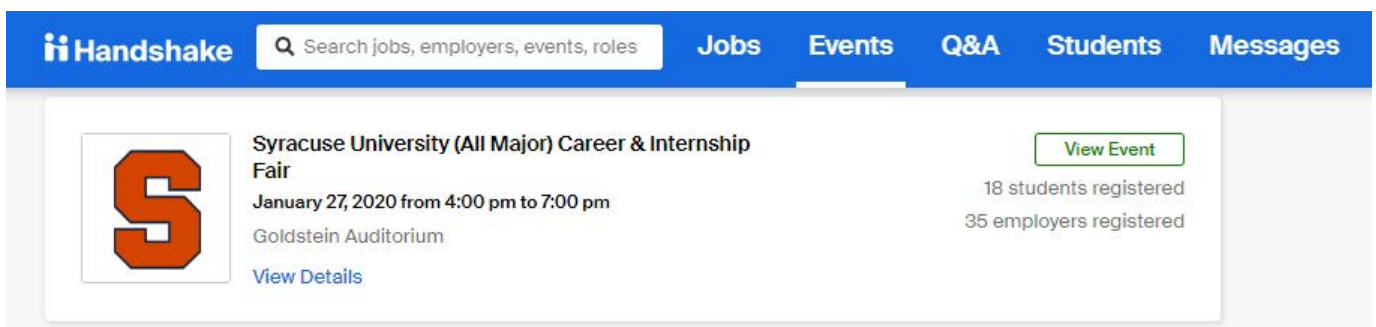 Handshake
Search jobs, employers, events, roles
Jobs
Events
Q&A
Students
Messages
S
Syracuse University (All Major) Career & Internship
Fair
January 27, 2020 from 4:00 pm to 7:00 pm
Goldstein Auditorium
View Details
View Event
18 students registered
35 employers registered